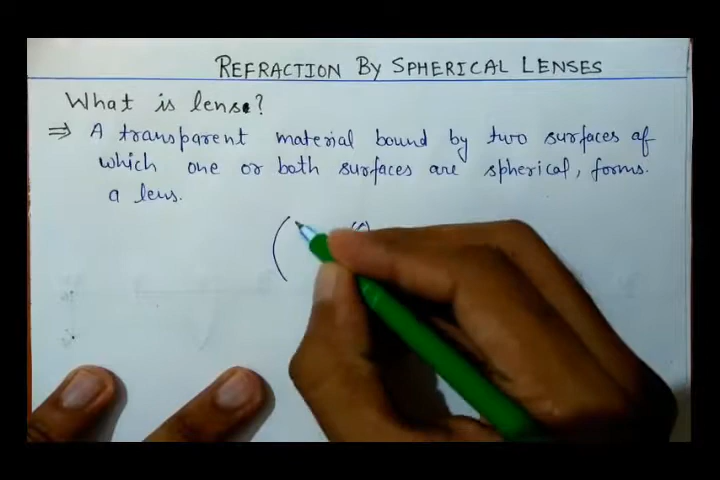 REFRACTION BY SPHERICAL LENSES
What is lens?
⇒ A transparent material bound by two surfaces of
which one or both surfaces are spherical, forms.
a lens.